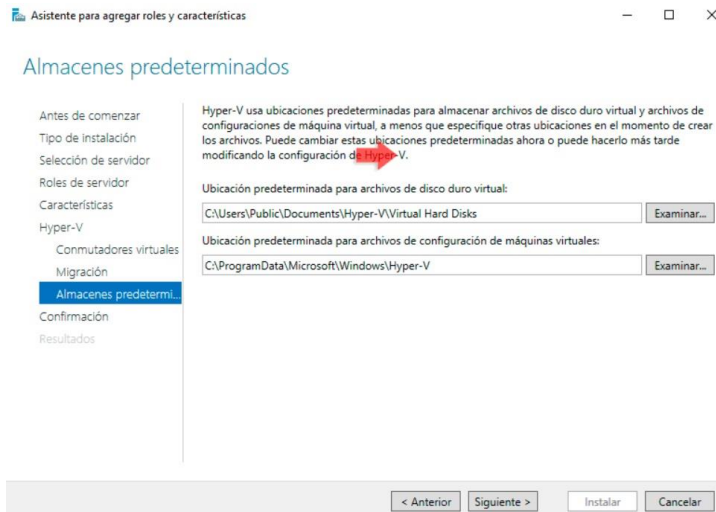 Asistente para agregar roles y características
Almacenes predeterminados
Antes de comenzar
Tipo de instalación
Selección de servidor
Roles de servidor
Características
Hyper-V
Conmutadores virtuales
Migración
Almacenes predetermi...
Confirmación
Resultados
Hyper-V usa ubicaciones predeterminadas para almacenar archivos de disco duro virtual y archivos de
configuraciones de máquina virtual, a menos que especifique otras ubicaciones en el momento de crear
los archivos. Puede cambiar estas ubicaciones predeterminadas ahora o puede hacerlo más tarde
modificando la configuración de Hyper-V.
Ubicación predeterminada para archivos de disco duro virtual:
C:\Users\Public\Documents\Hyper-V\Virtual Hard Disks
Examinar...
Ubicación predeterminada para archivos de configuración de máquinas virtuales:
C:\ProgramData\Microsoft\Windows\Hyper-V
Examinar...
< Anterior
Siguiente >
Instalar
Cancelar